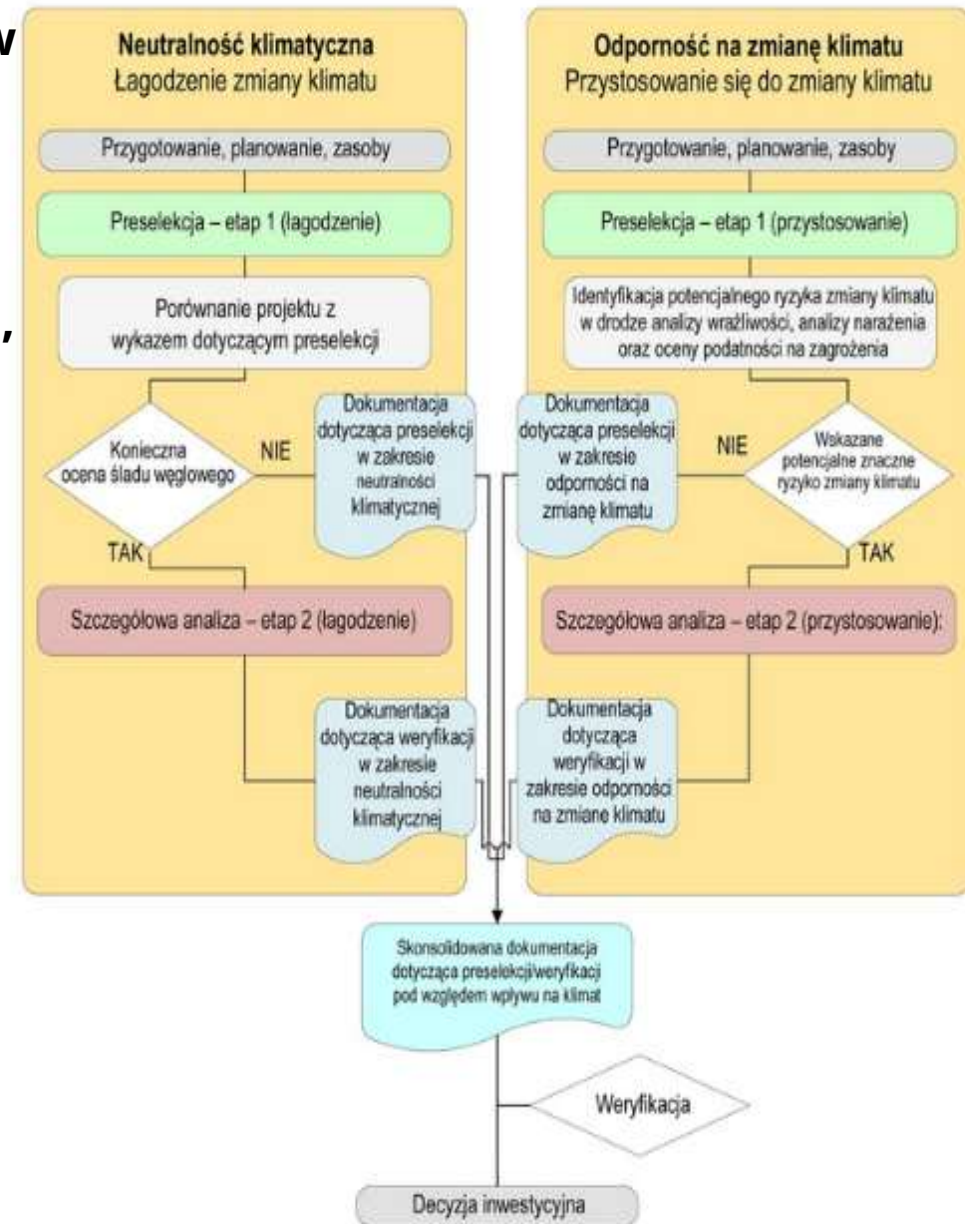 w
,
Neutralność klimatyczna
Łagodzenie zmiany klimatu
Przygotowanie, planowanie, zasoby
Preselekcja – etap 1 (łagodzenie)
Porównanie projektu z
wykazem dotyczącym preselekcji
Konieczna
ocena śladu węglowego
NIE
TAK
Dokumentacja
dotycząca preselekcji
w zakresie
neutralności
klimatycznej
Szczegółowa analiza – etap 2 (łagodzenie)
Dokumentacja
dotycząca weryfikacji
w zakresie
neutralności
klimatycznej
Odporność na zmianę klimatu
Przystosowanie się do zmiany klimatu
Przygotowanie, planowanie, zasoby
Preselekcja – etap 1 (przystosowanie)
Identyfikacja potencjalnego ryzyka zmiany klimatu
w drodze analizy wrażliwości, analizy narażenia
oraz oceny podatności na zagrożenia
Dokumentacja
dotycząca preselekcji
w zakresie
odporności na
zmianę klimatu
NIE
Wskazane
potencjalne znaczne
ryzyko zmiany klimatu
TAK
Szczegółowa analiza – etap 2 (przystosowanie):
Dokumentacja
dotycząca
weryfikacji w
zakresie odporności
na zmiane klimatu
Skonsolidowana dokumentacja
dotycząca preselekcji/weryfikacji
pod względem wpływu na klimat
Weryfikacja
Decyzja inwestycyjna